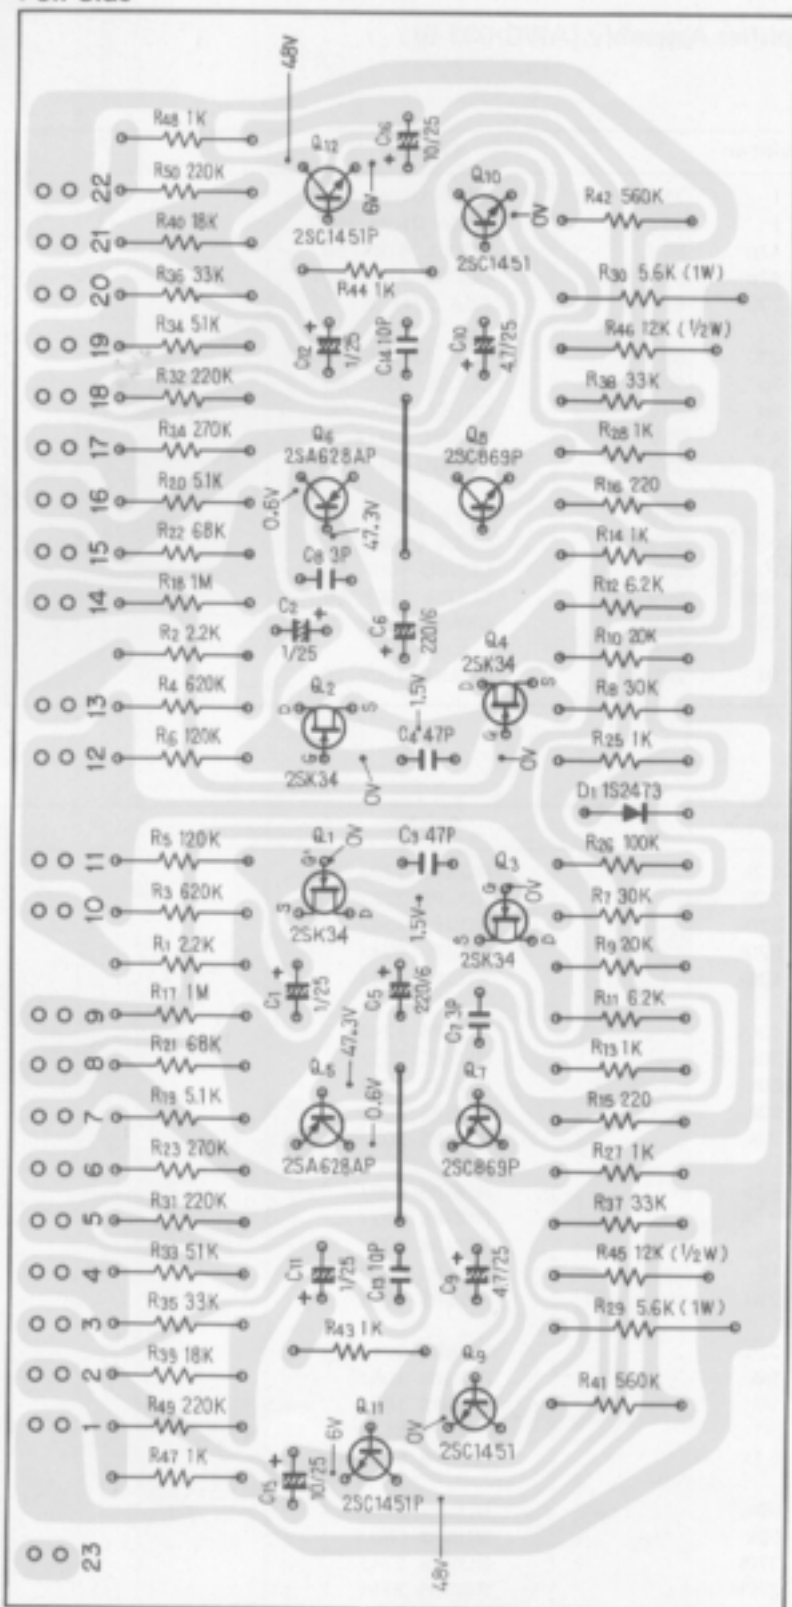 48V
R48 1K
C16
10/25
Q12
6V
2SC1451P
Q10
0V
2SC1451
R42 560K
22
R50 220K
21
R40 18K
20
R36 33K
R44 1K
R30 5.6K (1W)
19
R34 51K
C12
1/25
C14 10P
C10
4.7/25
R46 12K (½W)
18
R32 220K
R38 33K
17
R24 270K
Q6
2SA628AP
Q8
2SC869P
R28 1K
16
R20 5.1K
0.6V
47.3V
R16 220
15
R22 68K
C8 3P
R14 1K
14
R18 1M
C2
1/25
C6
220/6
R12 6.2K
R2 2.2K
Q4
2SK34
R10 20K
13
R4 620K
Q2
D
S
G
2SK34
1.5V
D
S
G
R8 30K
12
R6 120K
0V
C4 47P
0V
R25 1K
D1 1S2473
11
R5 120K
Q1
0V
G
S
D
2SK34
C3 47P
Q3
R26 100K
10
R3 620K
1.5V
G
0V
S
D
2SK34
R7 30K
R1 2.2K
R9 20K
9
R17 1M
C1
1/25
C5
220/6
C7 3P
R11 6.2K
8
R21 68K
Q5
47.3V
Q7
R13 1K
7
R19 5.1K
0.6V
2SA628AP
2SC869P
R15 220
6
R23 270K
R27 1K
5
R31 220K
R37 33K
4
R33 51K
C11
1/25
C13 10P
C9
4.7/25
R45 12K (½W)
3
R35 33K
R43 1K
R29 5.6K (1W)
2
R39 18K
Q9
0V
2SC1451
R41 560K
1
R49 220K
Q11
6V
2SC1451P
R47 1K
C15
10/25
48V
23